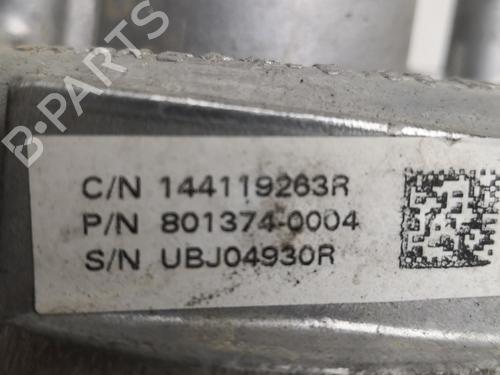 B-PARTS
C/N 144119263R
P/N 801374-0004
S/N UBJ04930R